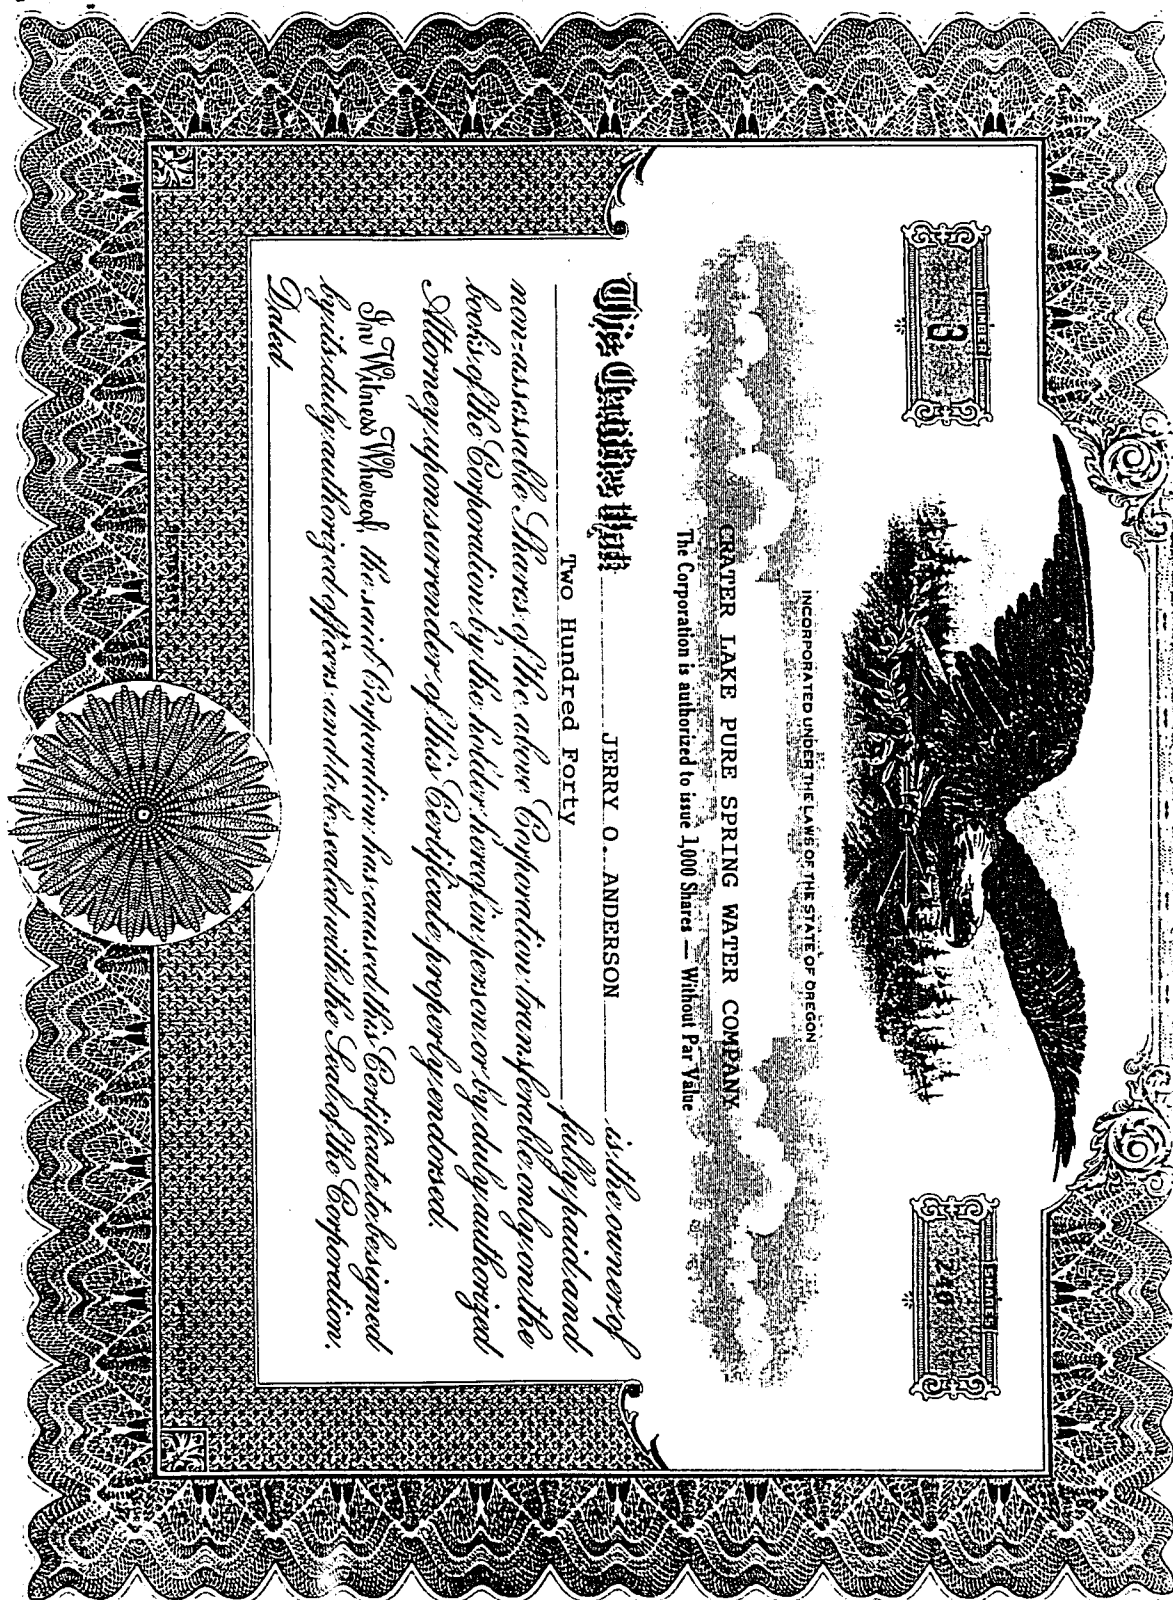 NUMBER
3
SHARES
240
INCORPORATED UNDER THE LAWS OF THE STATE OF OREGON
CRATER LAKE PURE SPRING WATER COMPANY
The Corporation is authorized to issue 1,000 Shares — Without Par Value
This Certifies that JERRY O. ANDERSON is the owner of
Two Hundred Forty fully paid and
non-assessable Shares of the above Corporation transferable only on the
books of the Corporation by the holder hereof in person or by duly authorized
Attorney upon surrender of this Certificate properly endorsed.
In Witness Whereof, the said Corporation has caused this Certificate to be signed
by its duly authorized officers and to be sealed with the Seal of the Corporation.
Dated